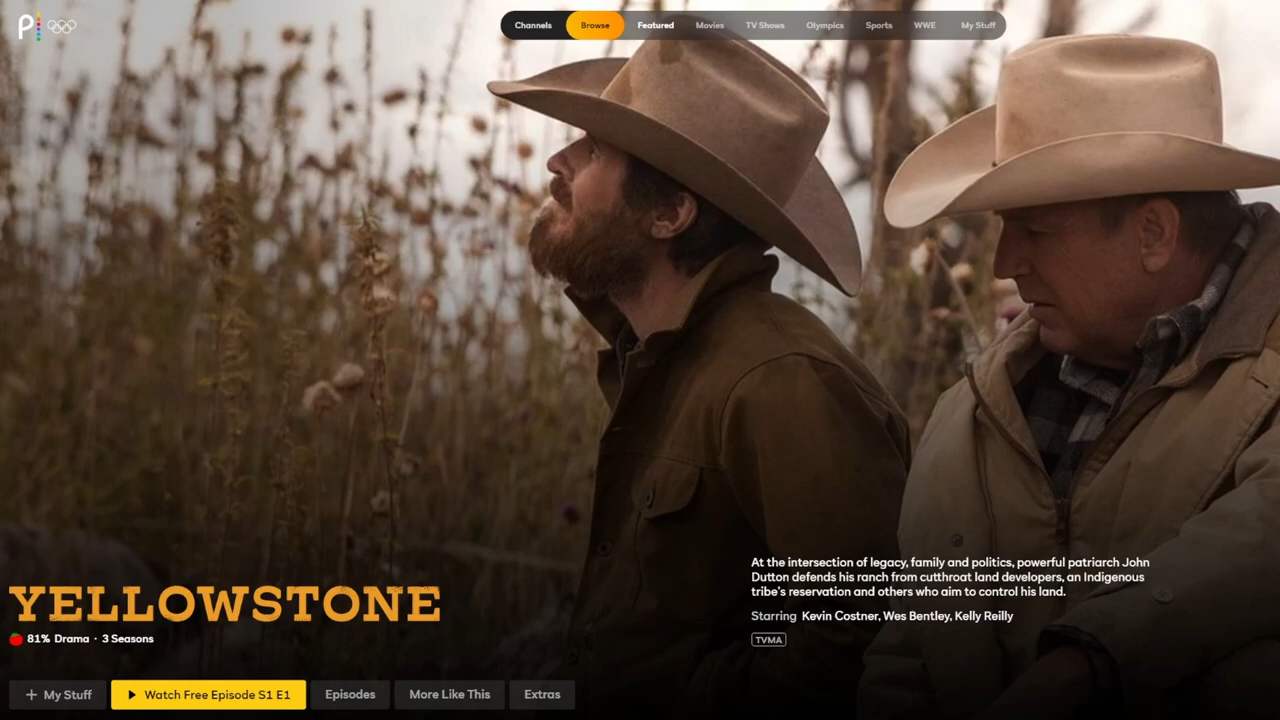 P
Channels Browse Featured Movies TV Shows Olympics Sports WWE My Stuff
At the intersection of legacy, family and politics, powerful patriarch John
Dutton defends his ranch from cutthroat land developers, an Indigenous
tribe's reservation and others who aim to control his land.
Starring Kevin Costner, Wes Bentley, Kelly Reilly
TVMA
YELLOWSTONE
81% Drama · 3 Seasons
+ My Stuff Watch Free Episode S1 E1 Episodes More Like This Extras